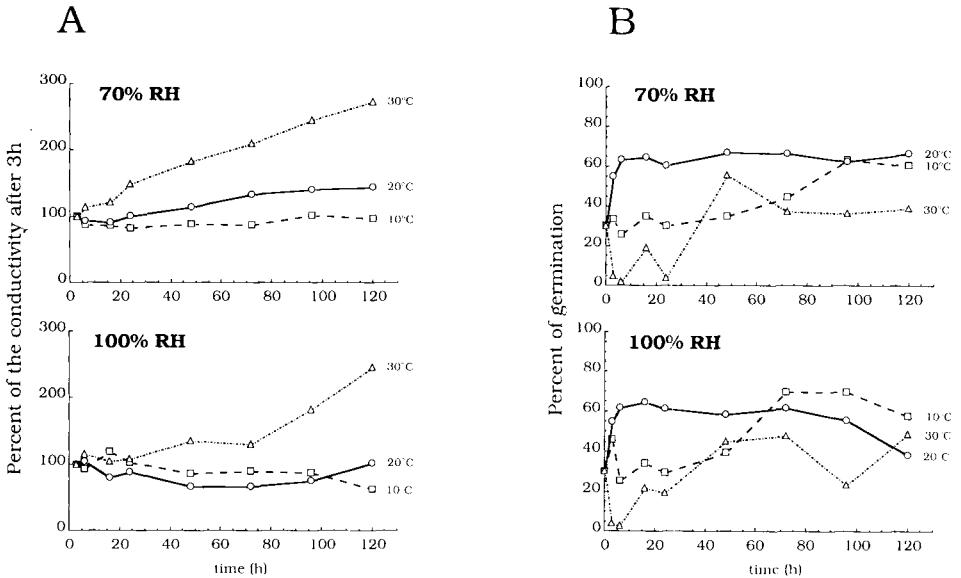 A
B
Percent of the conductivity after 3h
70% RH
300
200
100
0
0 20 40 60 80 100 120
30°C
20°C
10°C
100% RH
300
200
100
0
0 20 40 60 80 100 120
30°C
20°C
10 C
time (h)
Percent of germination
70% RH
100
80
60
40
20
0
0 20 40 60 80 100 120
20°C
10°C
30°C
100% RH
100
80
60
40
20
0
0 20 40 60 80 100 120
10 C
30 C
20 C
time (h)